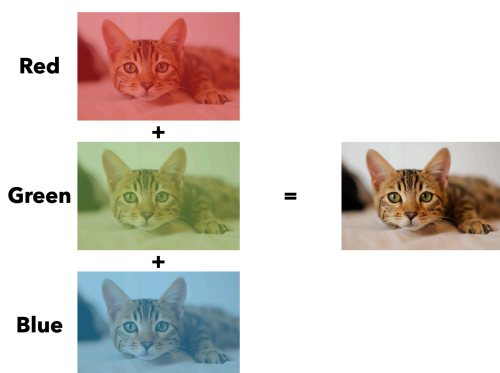 Red
+
Green
=
+
Blue